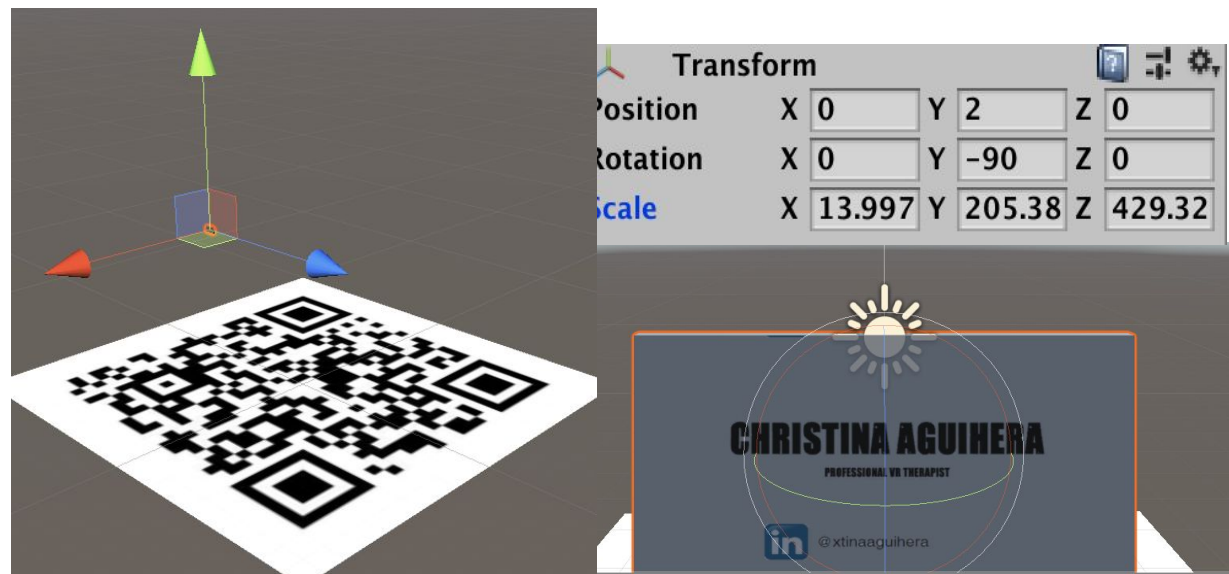 Transform
Position X 0 Y 2 Z 0
Rotation X 0 Y -90 Z 0
Scale X 13.997 Y 205.38 Z 429.32
CHRISTINA AGUIHERA
PROFESSIONAL VR THERAPIST
in @xtinaaguihera